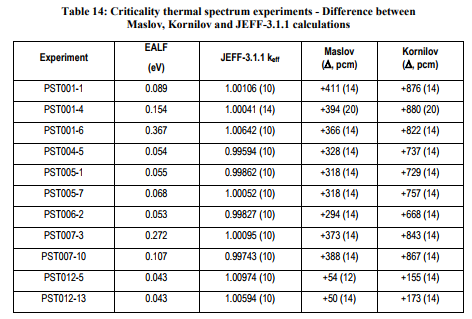 Table 14: Criticality thermal spectrum experiments - Difference between
Maslov, Kornilov and JEFF-3.1.1 calculations
Experiment EALF (eV) JEFF-3.1.1 keff Maslov (Δ, pcm) Kornilov (Δ, pcm)
PST001-1 0.089 1.00106 (10) +411 (14) +876 (14)
PST001-4 0.154 1.00041 (14) +394 (20) +880 (20)
PST001-6 0.367 1.00642 (10) +366 (14) +822 (14)
PST004-5 0.054 0.99594 (10) +328 (14) +737 (14)
PST005-1 0.055 0.99862 (10) +318 (14) +729 (14)
PST005-7 0.068 1.00052 (10) +318 (14) +757 (14)
PST006-2 0.053 0.99827 (10) +294 (14) +668 (14)
PST007-3 0.272 1.00095 (10) +373 (14) +843 (14)
PST007-10 0.107 0.99743 (10) +388 (14) +867 (14)
PST012-5 0.043 1.00974 (10) +54 (12) +155 (14)
PST012-13 0.043 1.00594 (10) +50 (14) +173 (14)